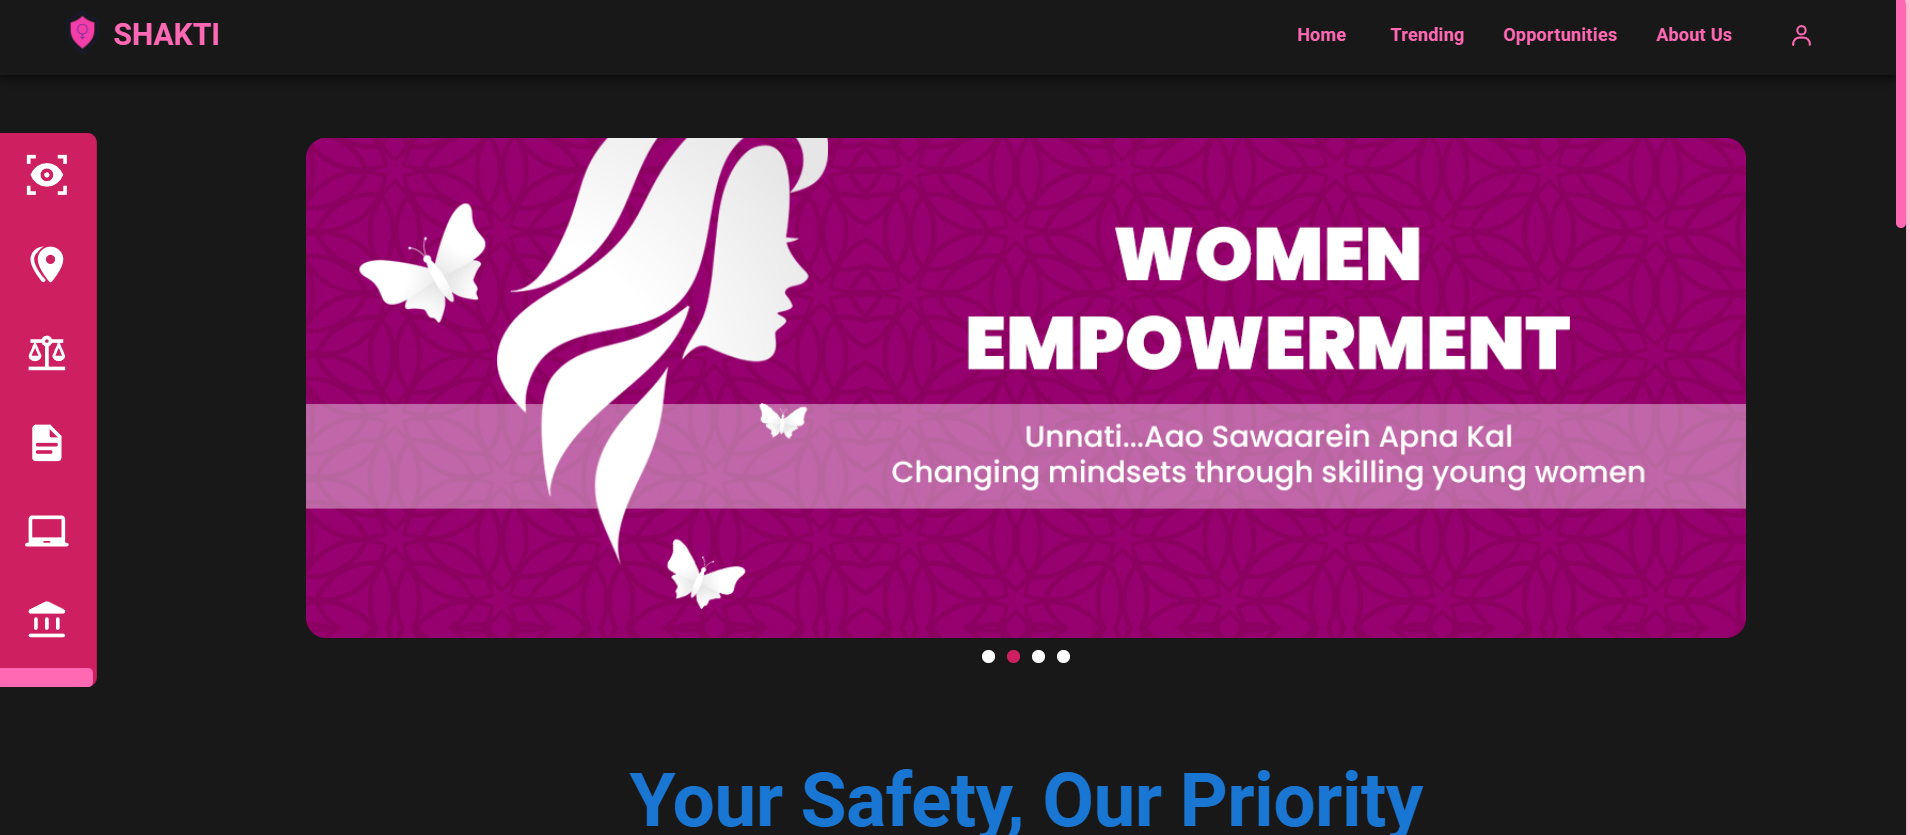 SHAKTI
Home Trending Opportunities About Us
WOMEN
EMPOWERMENT
Unnati...Aao Sawaarein Apna Kal
Changing mindsets through skilling young women
Your Safety, Our Priority